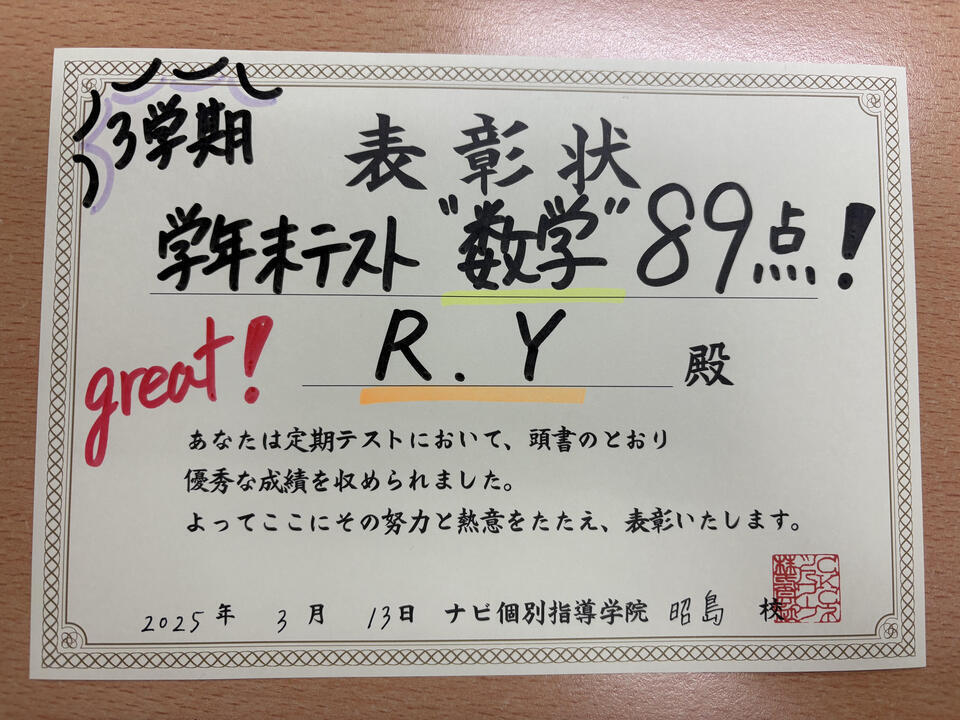 3学期
表彰状
学年末テスト "数学" 89点!
great!
R.Y 殿
あなたは定期テストにおいて、頭書のとおり
優秀な成績を収められました。
よってここにその努力と熱意をたたえ、表彰いたします。
2025年 3月 13日 ナビ個別指導学院 昭島 校